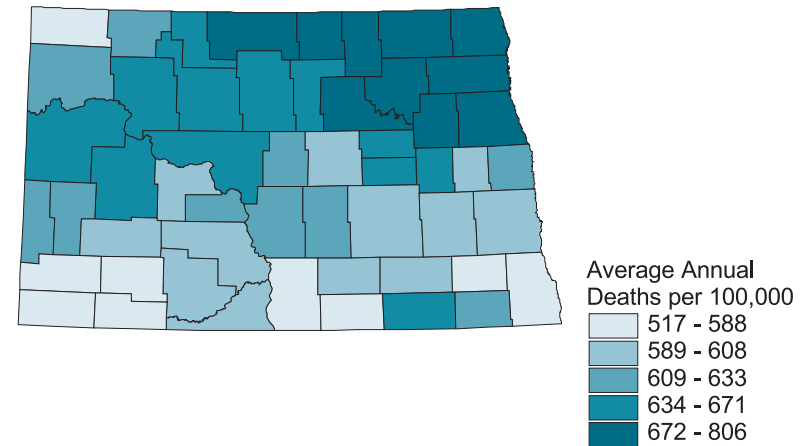 Average Annual
Deaths per 100,000
517 - 588
589 - 608
609 - 633
634 - 671
672 - 806